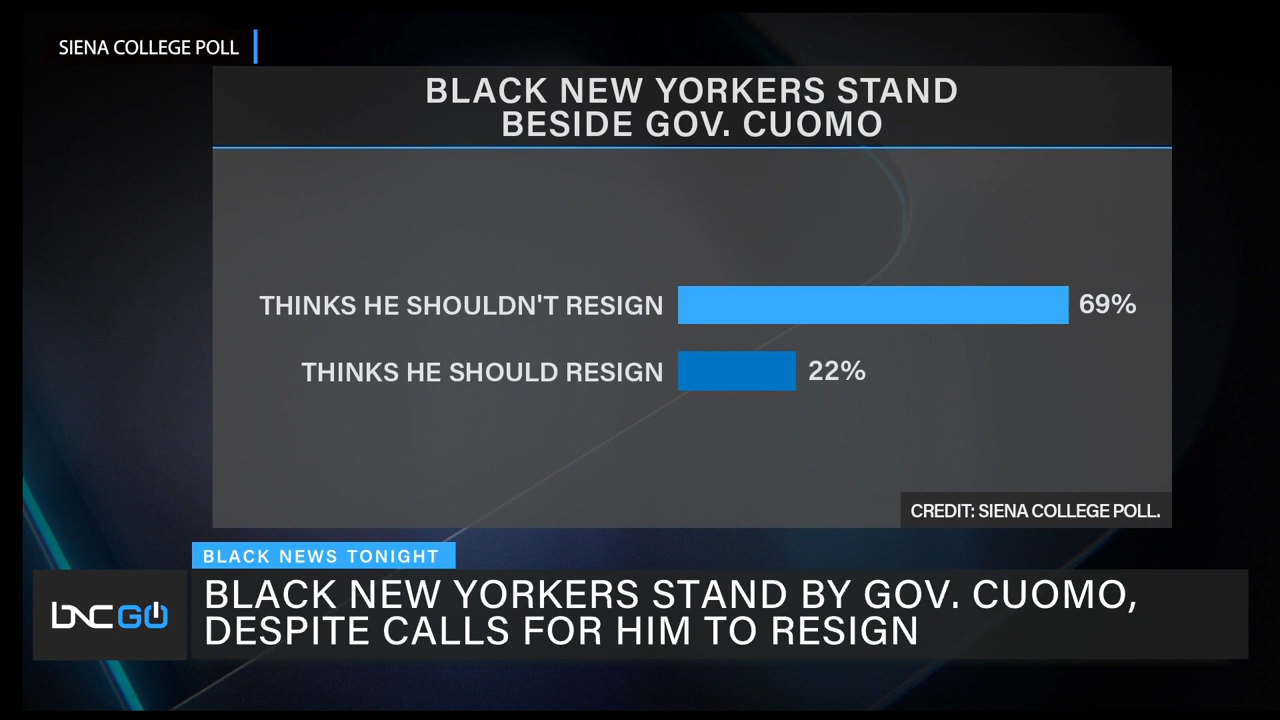 SIENA COLLEGE POLL
BLACK NEW YORKERS STAND
BESIDE GOV. CUOMO
THINKS HE SHOULDN'T RESIGN 69%
THINKS HE SHOULD RESIGN 22%
CREDIT: SIENA COLLEGE POLL.
BLACK NEWS TONIGHT
BNC GO
BLACK NEW YORKERS STAND BY GOV. CUOMO,
DESPITE CALLS FOR HIM TO RESIGN